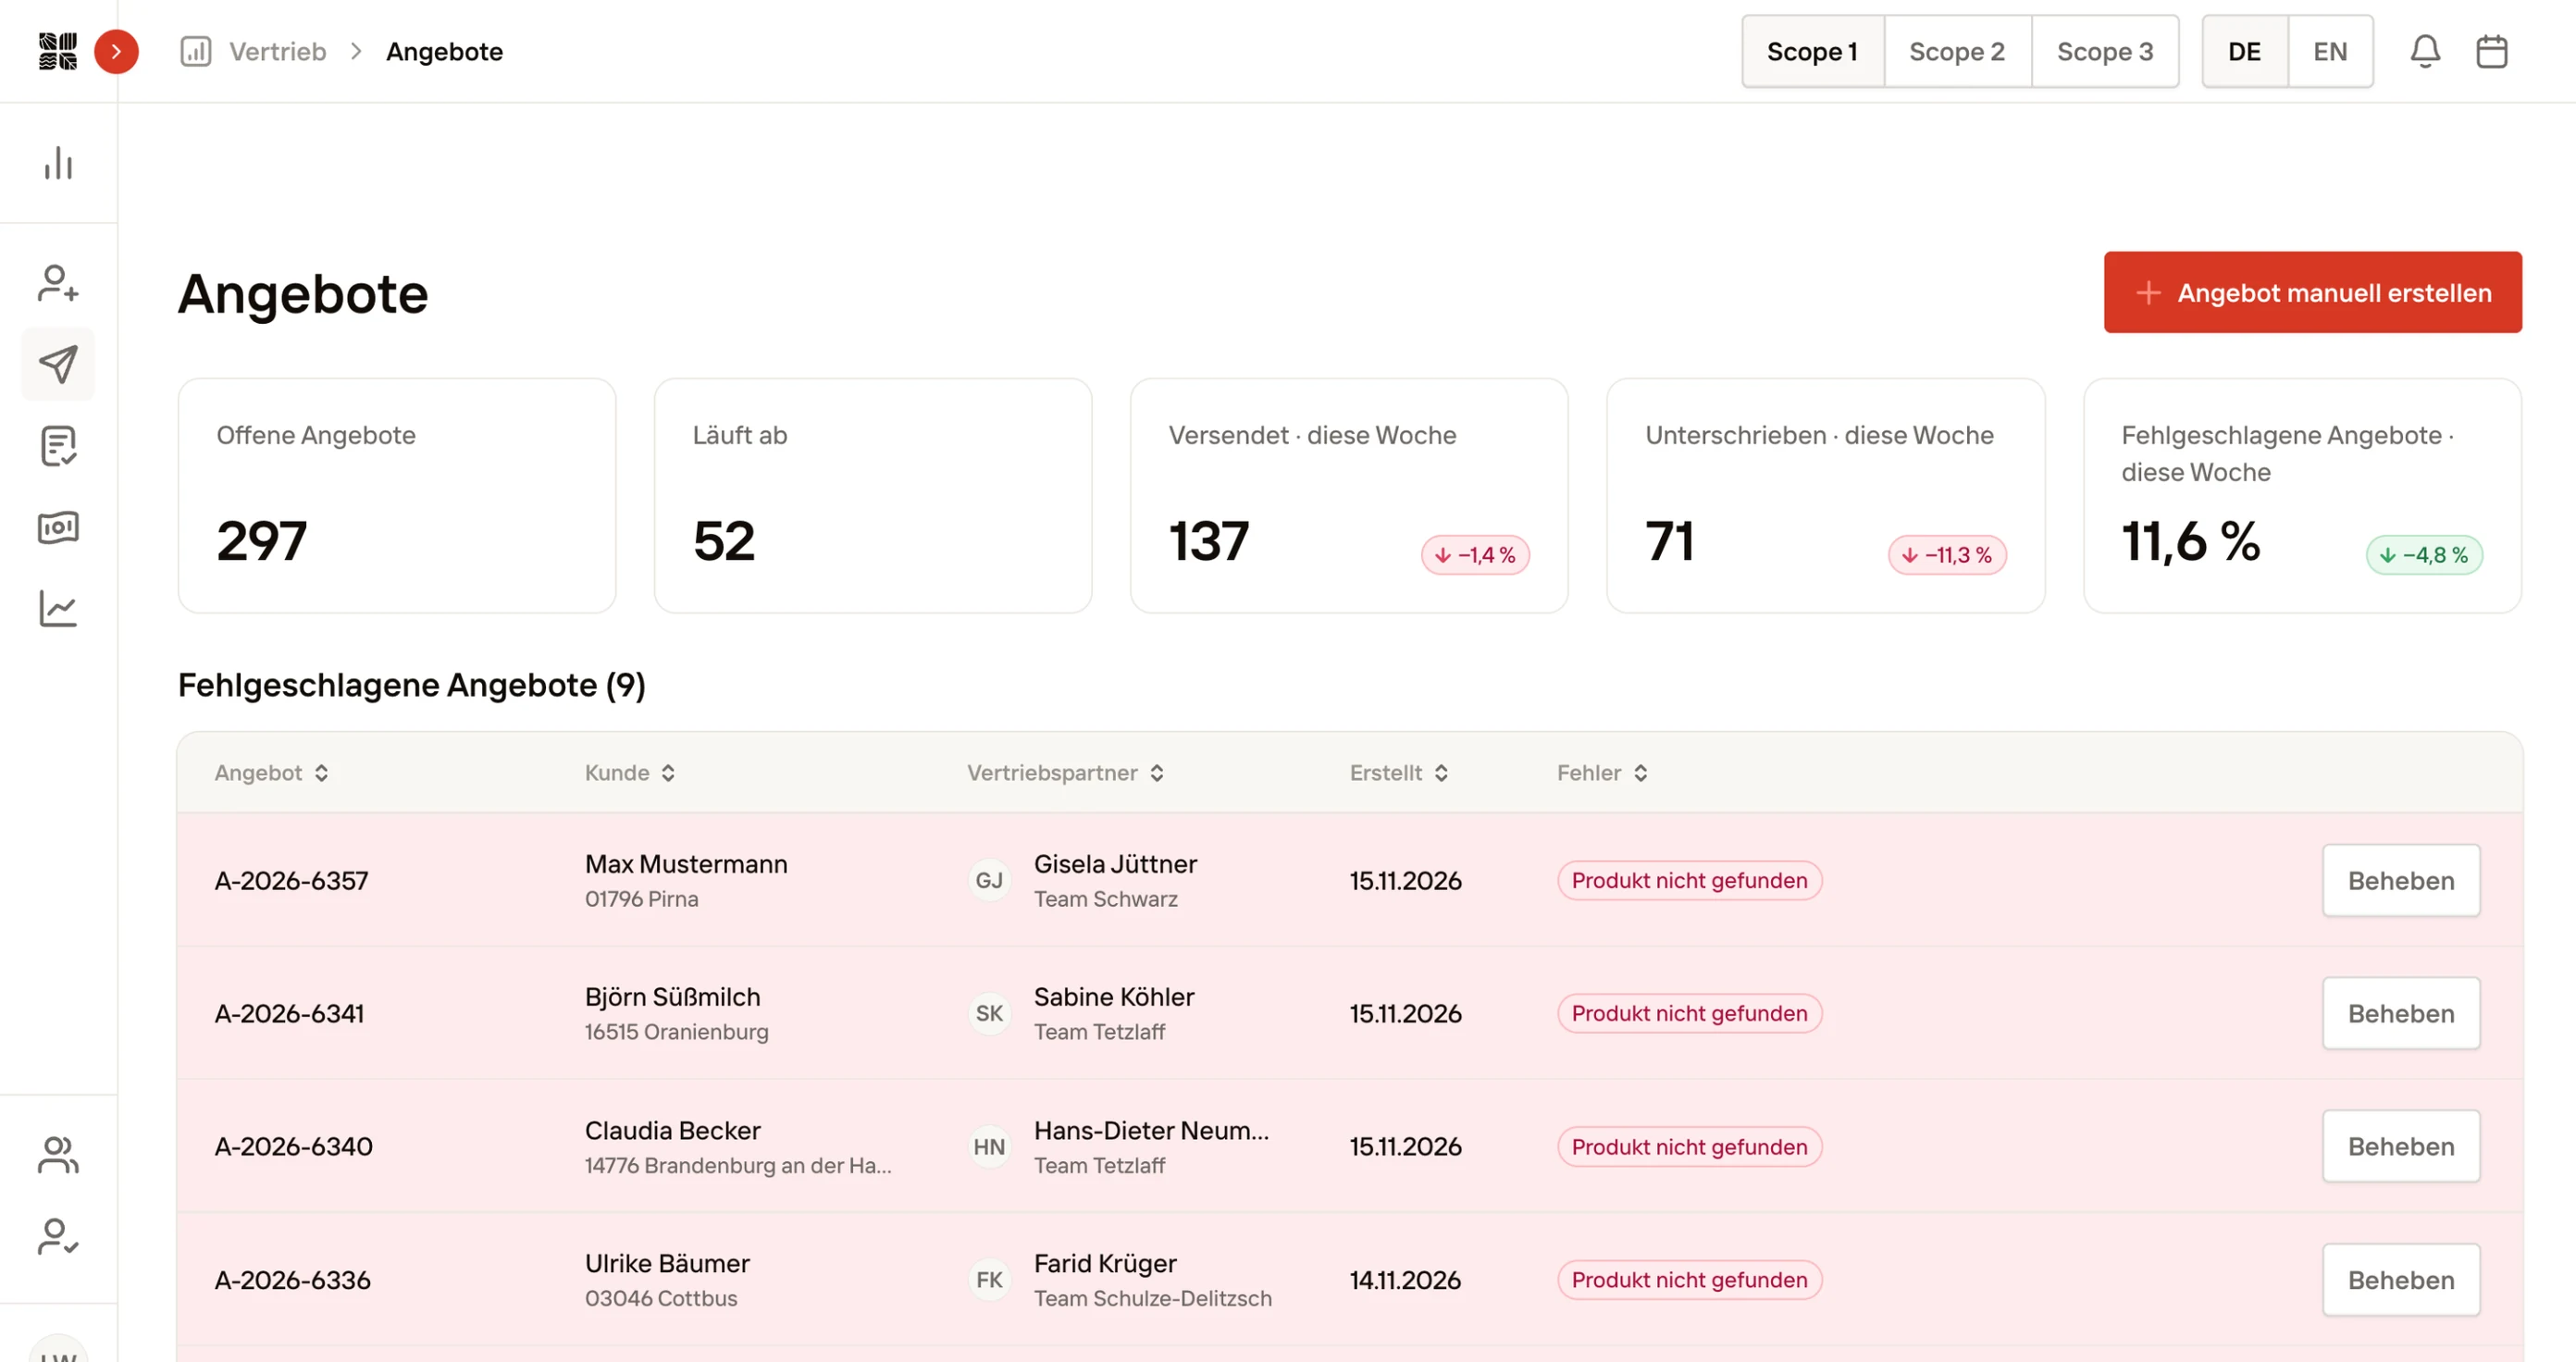 Vertrieb > Angebote
Scope 1 Scope 2 Scope 3 DE EN
Angebote
+ Angebot manuell erstellen
Offene Angebote
297
Läuft ab
52
Versendet · diese Woche
137
↓ −1,4 %
Unterschrieben · diese Woche
71
↓ −11,3 %
Fehlgeschlagene Angebote ·
diese Woche
11,6 %
↓ −4,8 %
Fehlgeschlagene Angebote (9)
Angebot Kunde Vertriebspartner Erstellt Fehler
A-2026-6357
Max Mustermann
01796 Pirna
GJ
Gisela Jüttner
Team Schwarz
15.11.2026
Produkt nicht gefunden
Beheben
A-2026-6341
Björn Süßmilch
16515 Oranienburg
SK
Sabine Köhler
Team Tetzlaff
15.11.2026
Produkt nicht gefunden
Beheben
A-2026-6340
Claudia Becker
14776 Brandenburg an der Ha...
HN
Hans-Dieter Neum...
Team Tetzlaff
15.11.2026
Produkt nicht gefunden
Beheben
A-2026-6336
Ulrike Bäumer
03046 Cottbus
FK
Farid Krüger
Team Schulze-Delitzsch
14.11.2026
Produkt nicht gefunden
Beheben